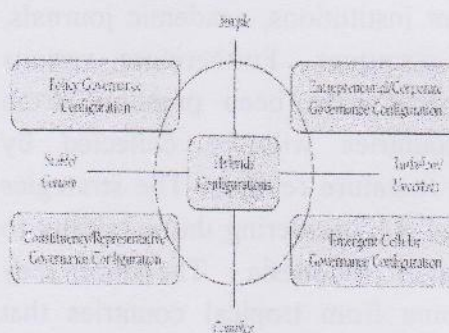 Simple
Policy Governance
Configuration
Entrepreneurial/Corporate
Governance Configuration
Stable/
Certain
Hybrid
Configurations
Turbulent/
Uncertain
Constituency/Representative
Governance Configuration
Emergent Cellular
Governance Configuration
Complex